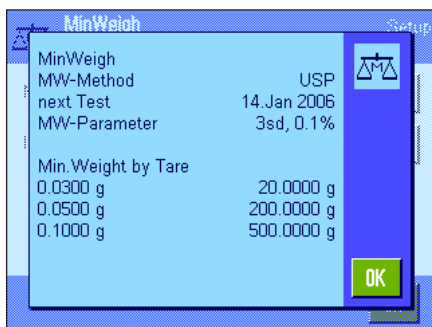 MinWeigh
Setup
MinWeigh
MW-Method USP
next Test 14.Jan 2006
MW-Parameter 3sd, 0.1%
Min.Weight by Tare
0.0300 g 20.0000 g
0.0500 g 200.0000 g
0.1000 g 500.0000 g
OK